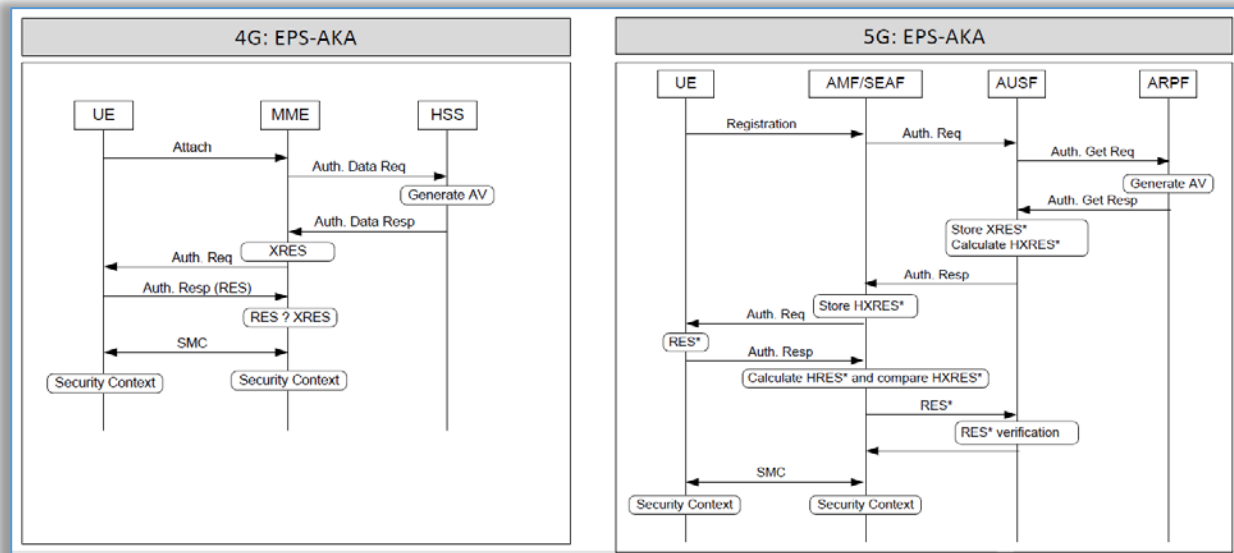 4G: EPS-AKA
UE
MME
HSS
Attach
Auth. Data Req
Generate AV
Auth. Data Resp
XRES
Auth. Req
Auth. Resp (RES)
RES ? XRES
SMC
Security Context
Security Context
5G: EPS-AKA
UE
AMF/SEAF
AUSF
ARPF
Registration
Auth. Req
Auth. Get Req
Generate AV
Auth. Get Resp
Store XRES*
Calculate HXRES*
Auth. Resp
Store HXRES*
Auth. Req
RES*
Auth. Resp
Calculate HRES* and compare HXRES*
RES*
RES* verification
SMC
Security Context
Security Context